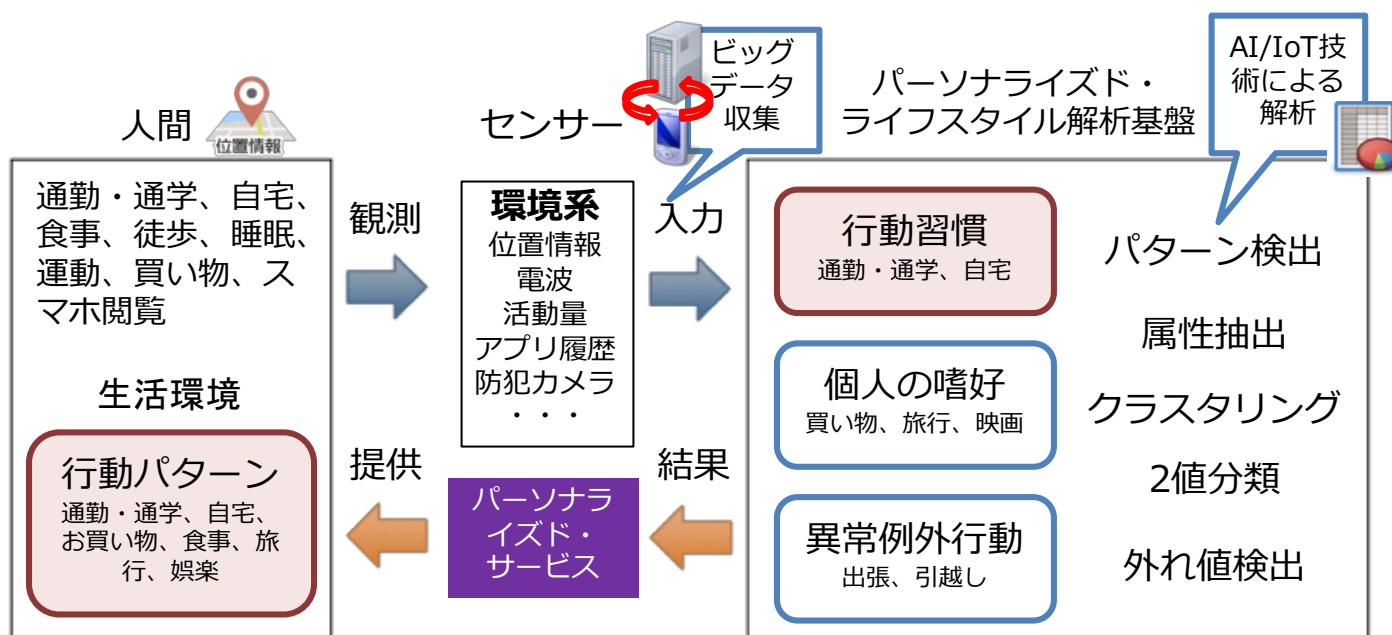 人間
位置情報
通勤・通学、自宅、
食事、徒歩、睡眠、
運動、買い物、ス
マホ閲覧
生活環境
行動パターン
通勤・通学、自宅、
お買い物、食事、旅
行、娯楽
観測
提供
センサー
ビッグ
データ
収集
環境系
位置情報
電波
活動量
アプリ履歴
防犯カメラ
・・・
パーソナラ
イズド・
サービス
入力
結果
パーソナライズド・
ライフスタイル解析基盤
AI/IoT技
術による
解析
行動習慣
通勤・通学、自宅
個人の嗜好
買い物、旅行、映画
異常例外行動
出張、引越し
パターン検出
属性抽出
クラスタリング
2値分類
外れ値検出